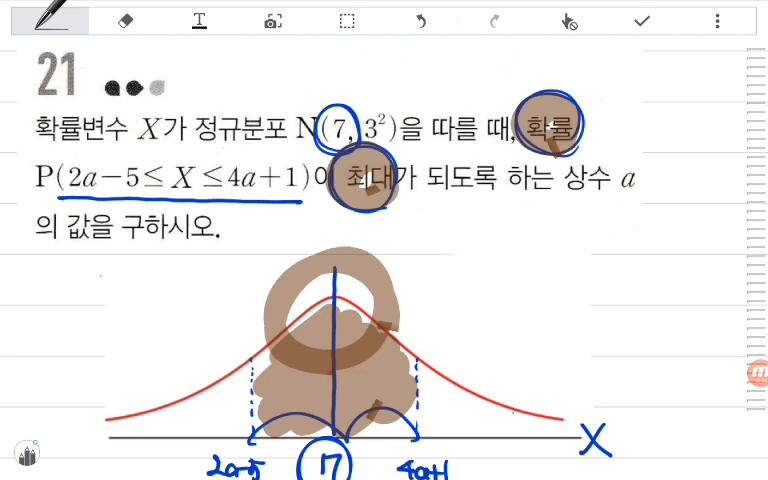 T
21
확률변수 X가 정규분포 N(7, 3²)을 따를 때, 확률
P(2a−5≤X≤4a+1)이 최대가 되도록 하는 상수 a
의 값을 구하시오.
X
2a-5 7 4a+1